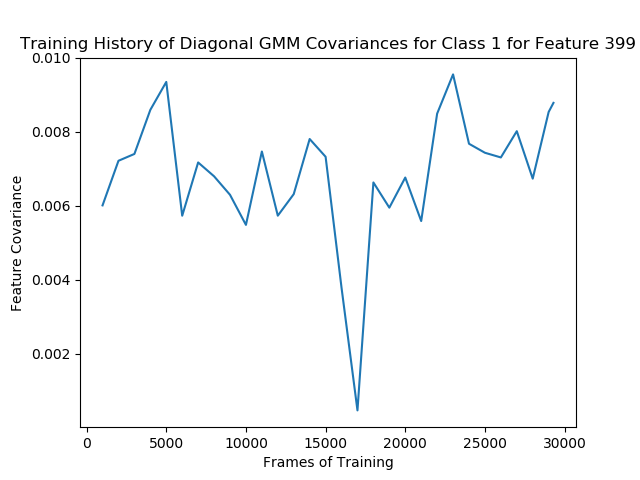 Training History of Diagonal GMM Covariances for Class 1 for Feature 399
0.010
0.008
0.006
0.004
0.002
Feature Covariance
0 5000 10000 15000 20000 25000 30000
Frames of Training